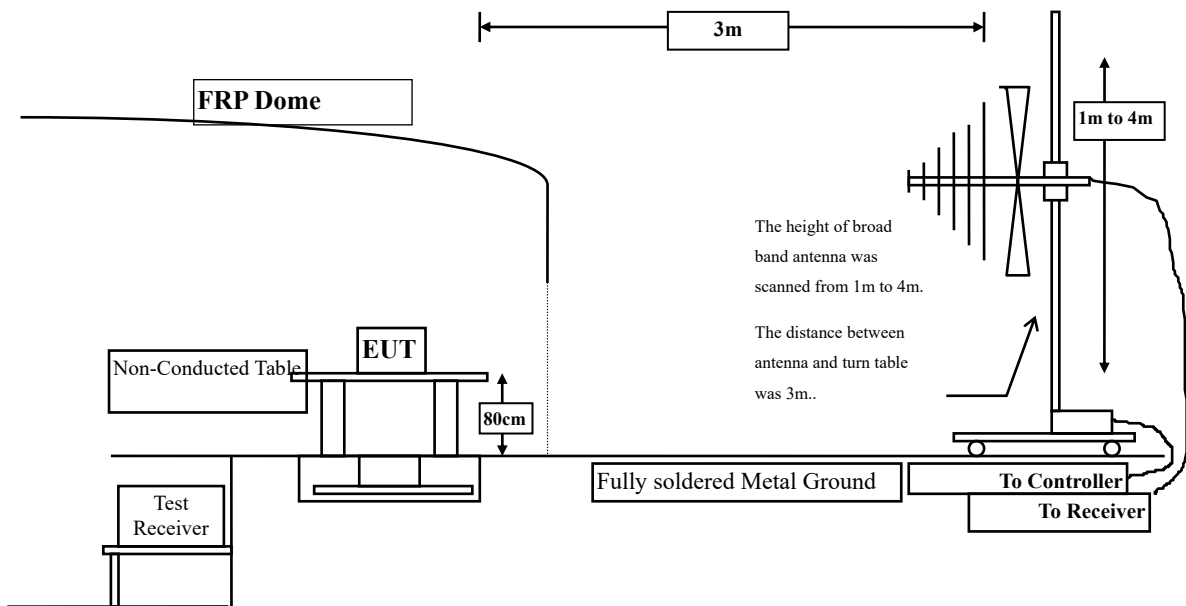 3m
FRP Dome
1m to 4m
The height of broad
band antenna was
scanned from 1m to 4m.
The distance between
antenna and turn table
was 3m..
EUT
Non-Conducted Table
80cm
Fully soldered Metal Ground
To Controller
To Receiver
Test
Receiver